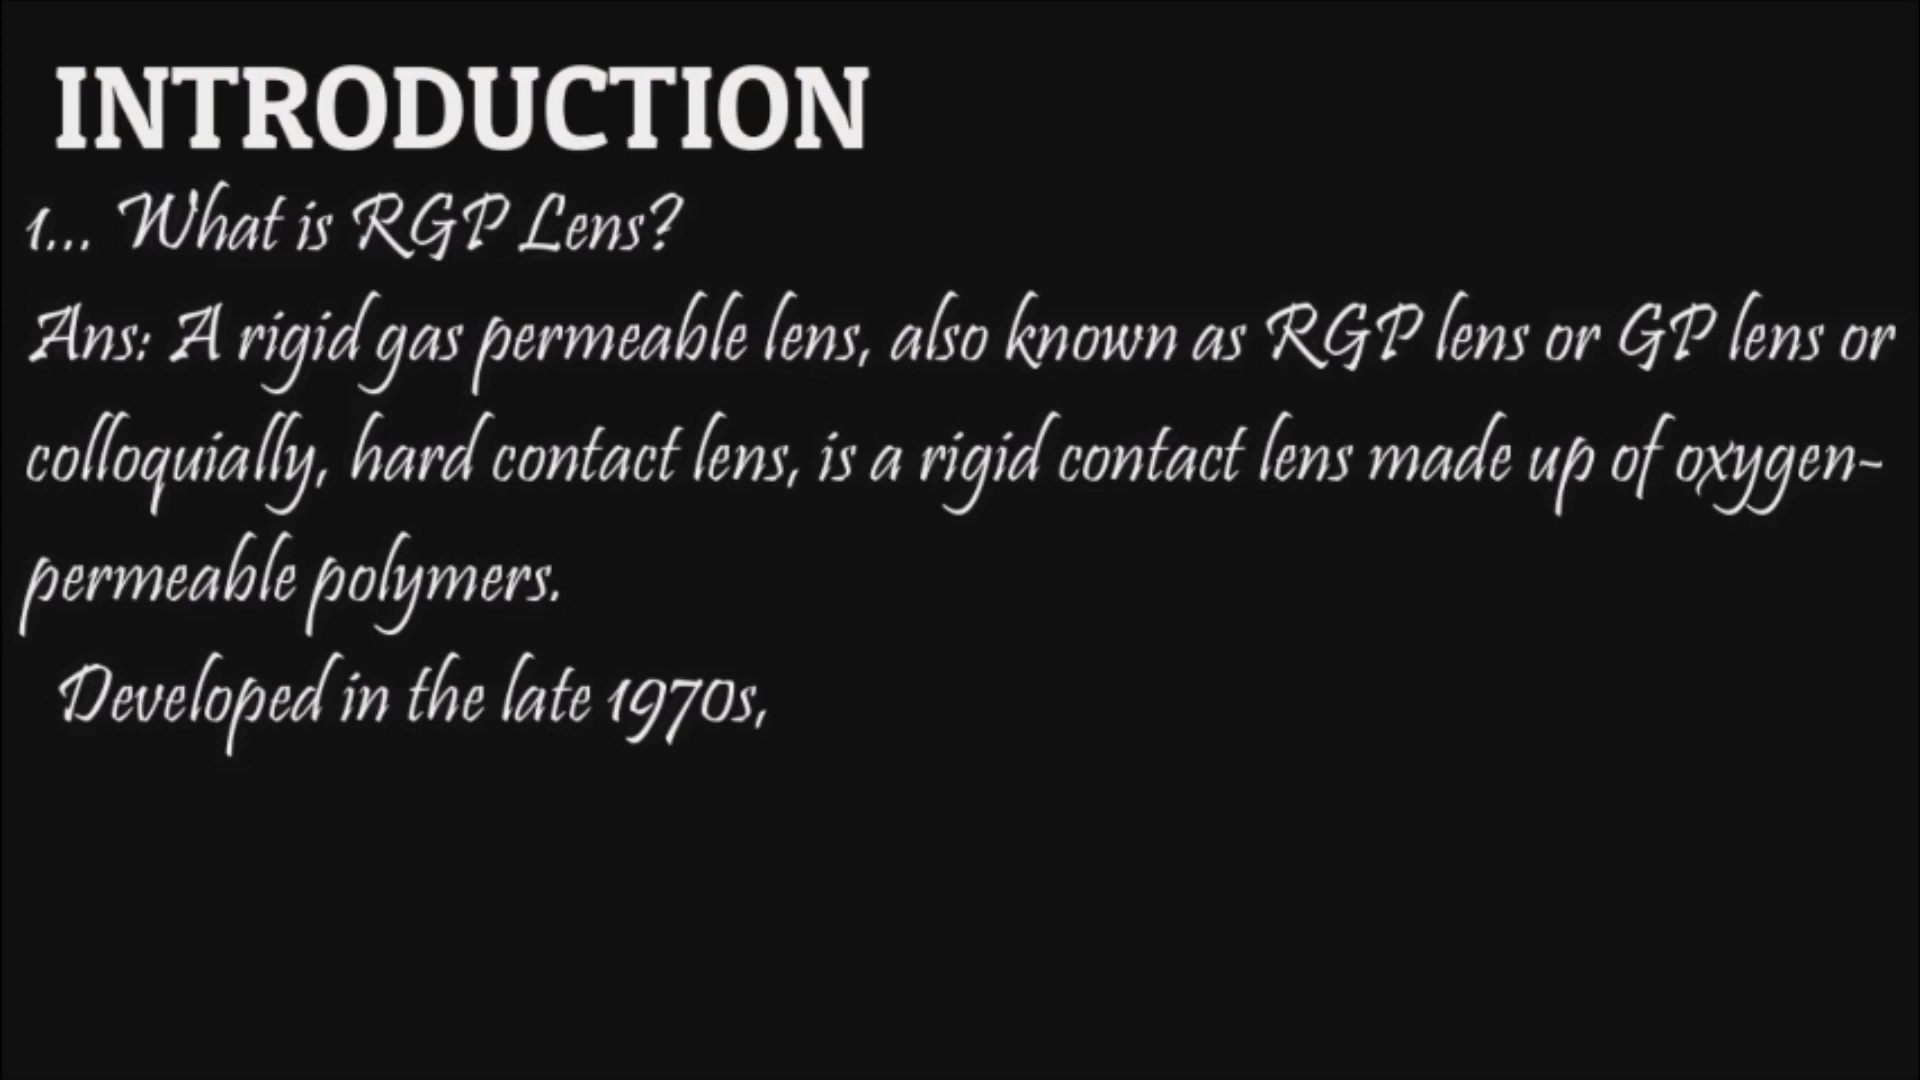 INTRODUCTION
1... What is RGP Lens?
Ans: A rigid gas permeable lens, also known as RGP lens or GP lens or
colloquially, hard contact lens, is a rigid contact lens made up of oxygen-
permeable polymers.
Developed in the late 1970s,